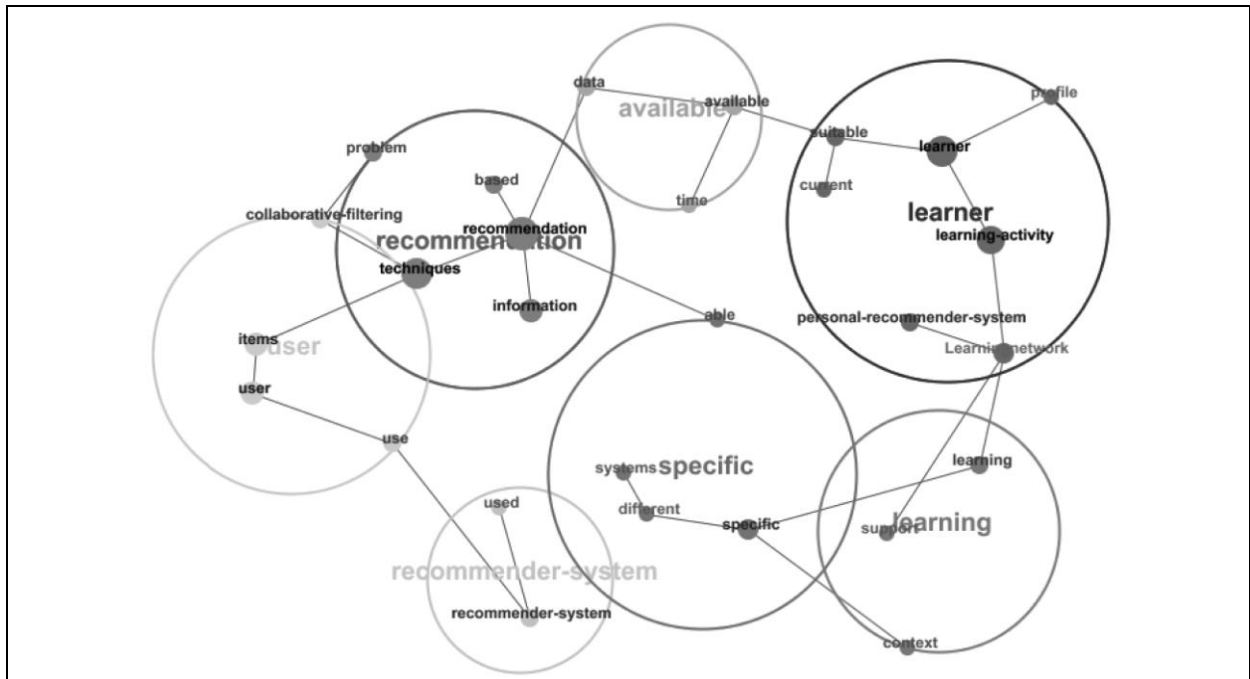 data
available
available
profile
suitable
learner
problem
based
current
time
collaborative-filtering
learner
recommendation
recommendation
learning-activity
techniques
information
able
personal-recommender-system
items
user
Learningnetwork
user
use
learning
systems
specific
used
different
specific
support
learning
recommender-system
recommender-system
context